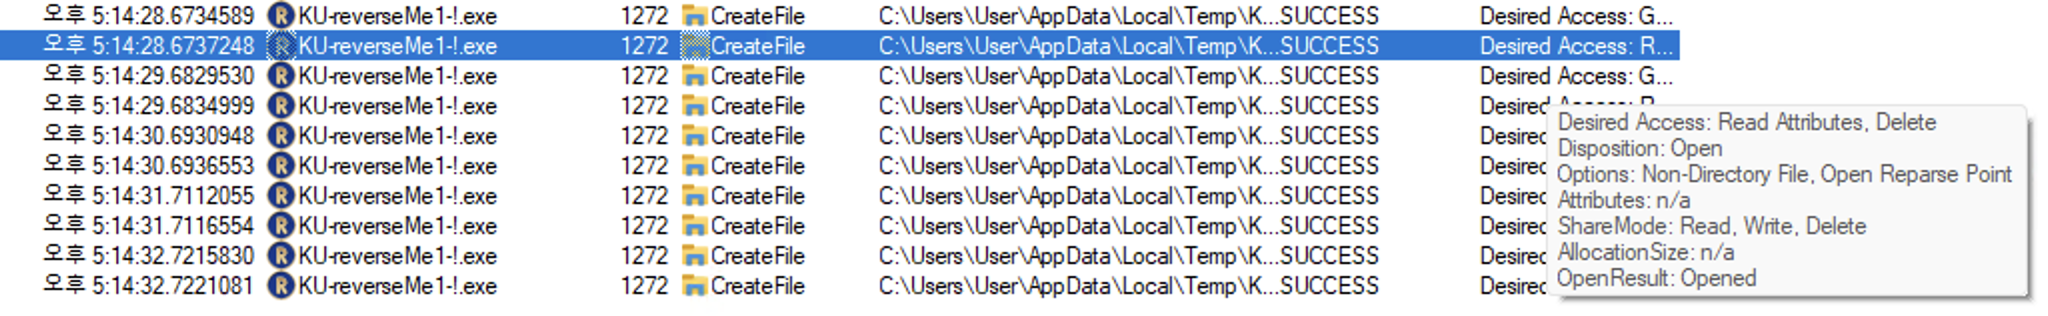 오후 5:14:28.6734589 KU-reverseMe1-!.exe 1272 CreateFile C:\Users\User\AppData\Local\Temp\K...SUCCESS Desired Access: G...
오후 5:14:28.6737248 KU-reverseMe1-!.exe 1272 CreateFile C:\Users\User\AppData\Local\Temp\K...SUCCESS Desired Access: R...
오후 5:14:29.6829530 KU-reverseMe1-!.exe 1272 CreateFile C:\Users\User\AppData\Local\Temp\K...SUCCESS Desired Access: G...
오후 5:14:29.6834999 KU-reverseMe1-!.exe 1272 CreateFile C:\Users\User\AppData\Local\Temp\K...SUCCESS Desired Access: R...
오후 5:14:30.6930948 KU-reverseMe1-!.exe 1272 CreateFile C:\Users\User\AppData\Local\Temp\K...SUCCESS Desired
오후 5:14:30.6936553 KU-reverseMe1-!.exe 1272 CreateFile C:\Users\User\AppData\Local\Temp\K...SUCCESS Desired
오후 5:14:31.7112055 KU-reverseMe1-!.exe 1272 CreateFile C:\Users\User\AppData\Local\Temp\K...SUCCESS Desired
오후 5:14:31.7116554 KU-reverseMe1-!.exe 1272 CreateFile C:\Users\User\AppData\Local\Temp\K...SUCCESS Desired
오후 5:14:32.7215830 KU-reverseMe1-!.exe 1272 CreateFile C:\Users\User\AppData\Local\Temp\K...SUCCESS Desired
오후 5:14:32.7221081 KU-reverseMe1-!.exe 1272 CreateFile C:\Users\User\AppData\Local\Temp\K...SUCCESS Desired
Desired Access: Read Attributes, Delete
Disposition: Open
Options: Non-Directory File, Open Reparse Point
Attributes: n/a
ShareMode: Read, Write, Delete
AllocationSize: n/a
OpenResult: Opened